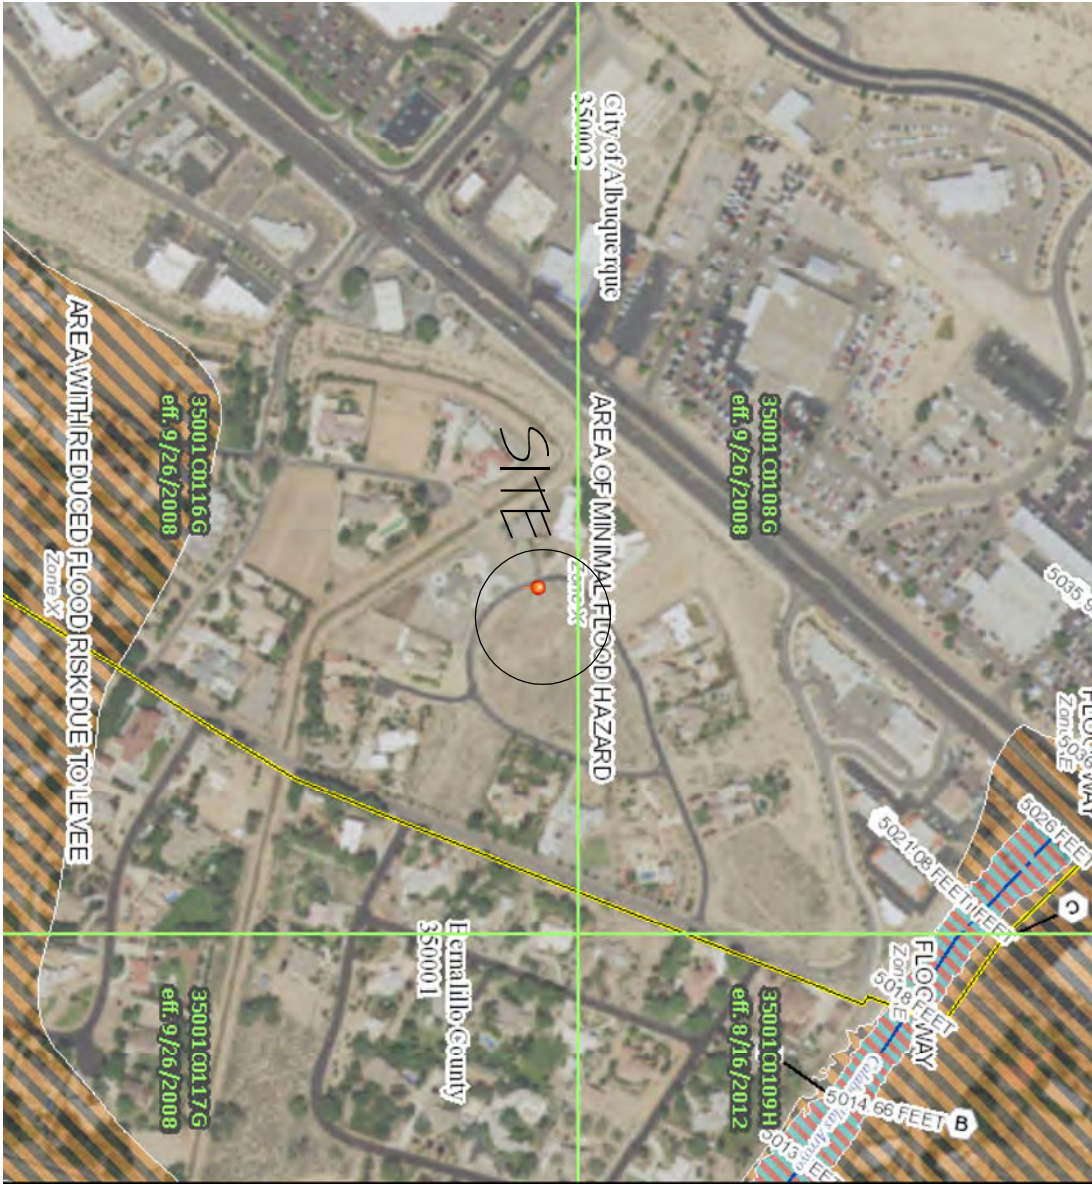 City of Albuquerque
350002
35001C0108G
eff. 9/26/2008
AREA OF MINIMAL FLOOD HAZARD
Zone X
SITE
35001C0116G
eff. 9/26/2008
AREA WITH REDUCED FLOOD RISK DUE TO LEVEE
Zone X
FLOODWAY
Zone AE
5026 FEET
5021.08 FEET
C
FLOODWAY
5018 FEET
Bernalillo County
350001
35001C0109H
eff. 8/16/2012
5014.66 FEET
B
35001C0117G
eff. 9/26/2008